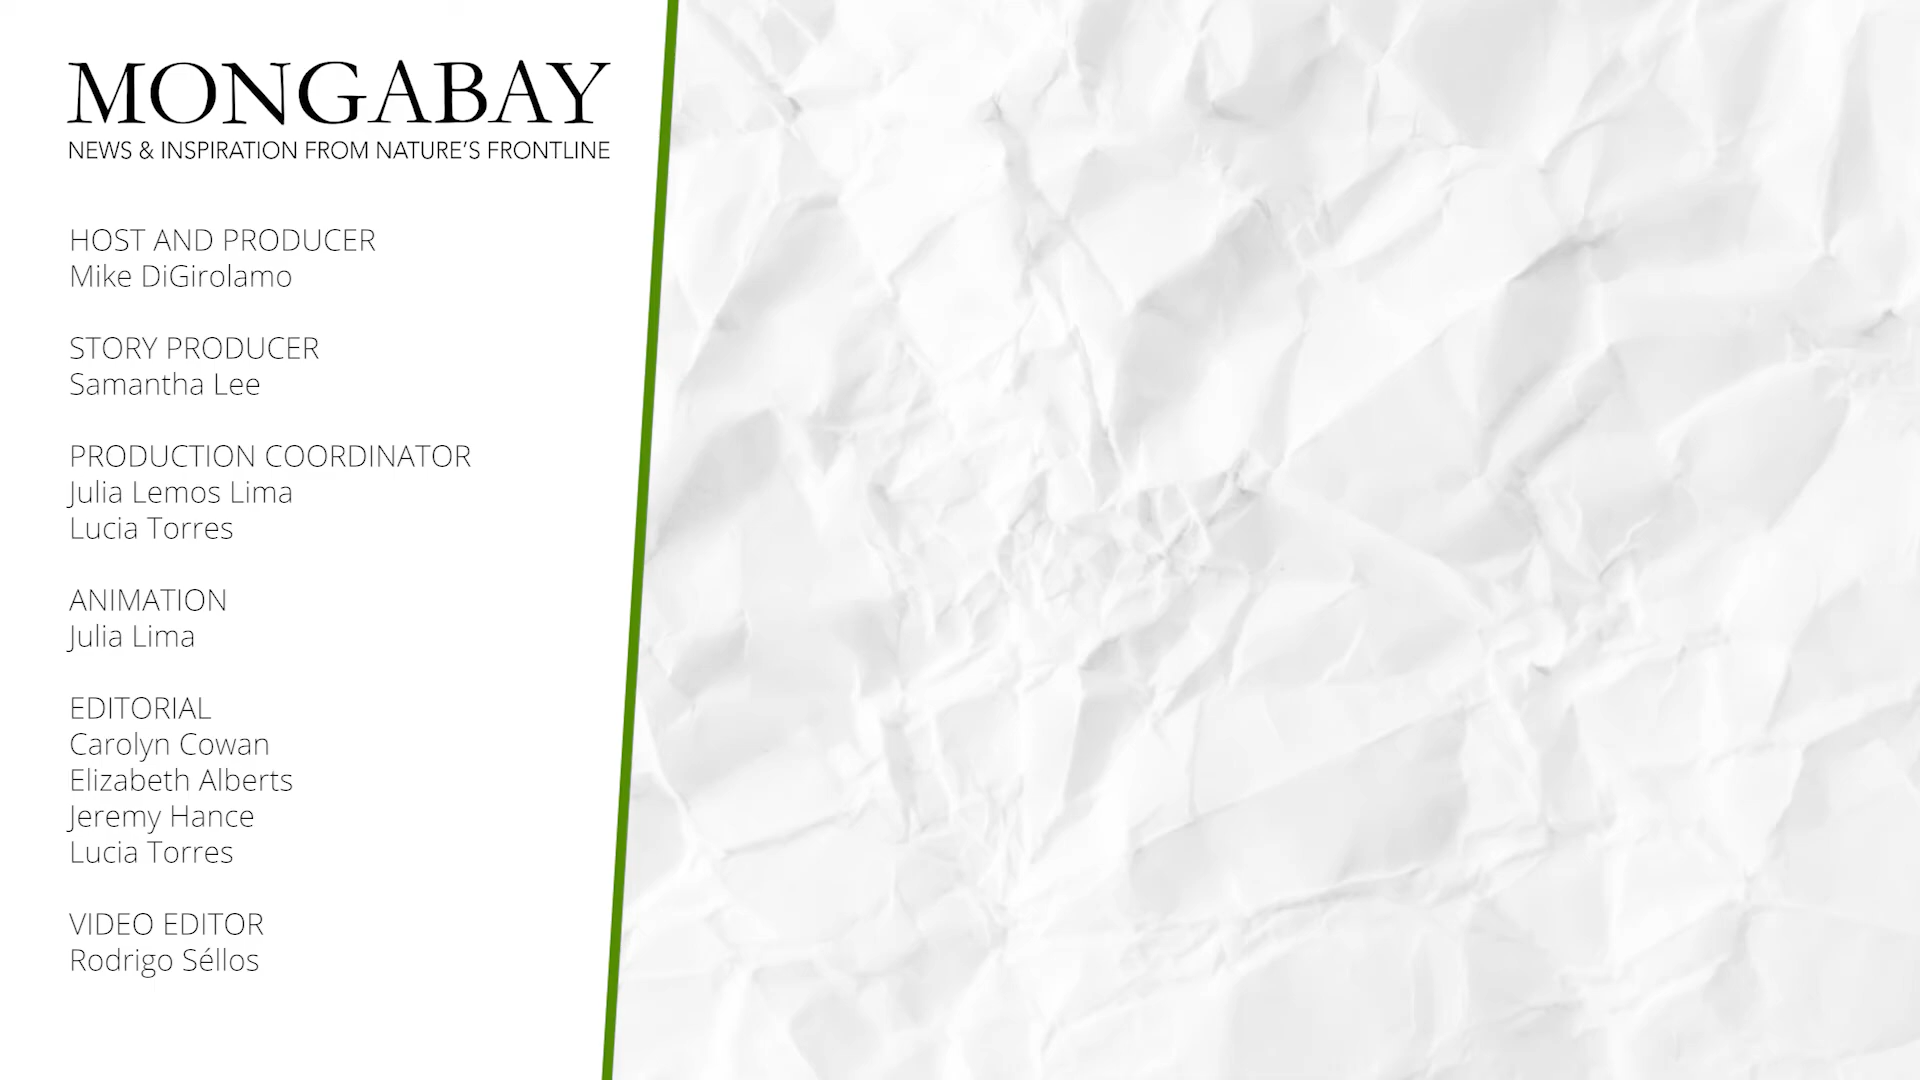 MONGABAY
NEWS & INSPIRATION FROM NATURE'S FRONTLINE
HOST AND PRODUCER
Mike DiGirolamo
STORY PRODUCER
Samantha Lee
PRODUCTION COORDINATOR
Julia Lemos Lima
Lucia Torres
ANIMATION
Julia Lima
EDITORIAL
Carolyn Cowan
Elizabeth Alberts
Jeremy Hance
Lucia Torres
VIDEO EDITOR
Rodrigo Séllos